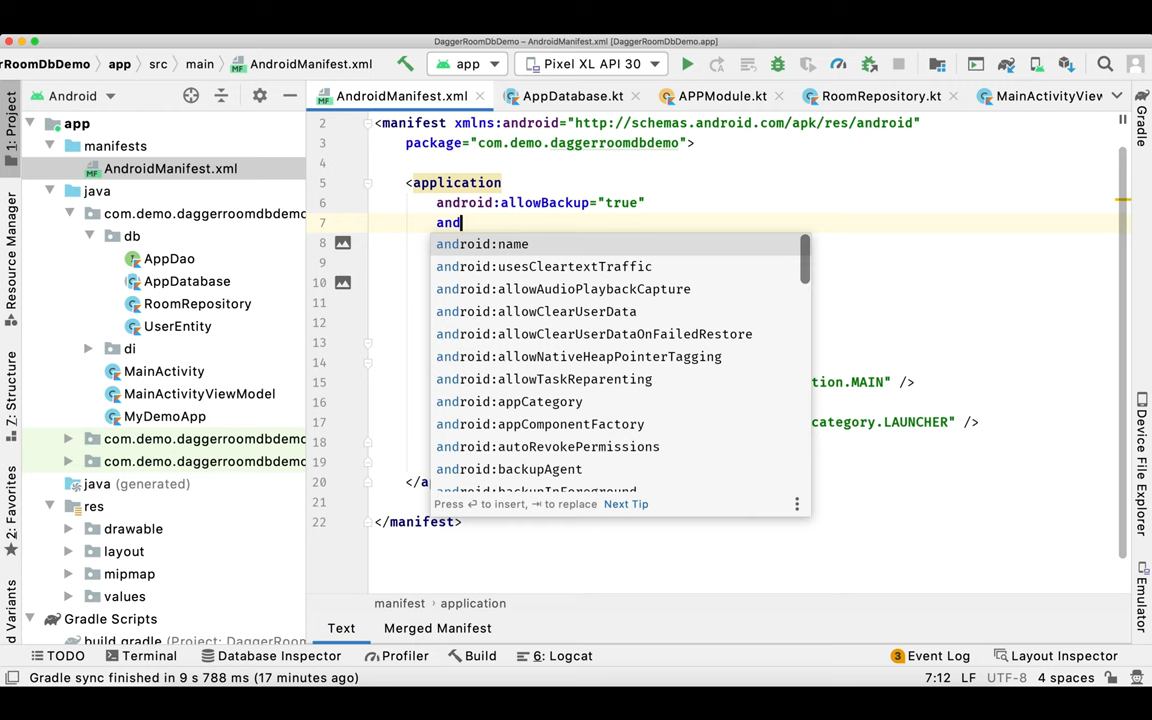 DaggerRoomDbDemo – AndroidManifest.xml [DaggerRoomDbDemo.app]
rRoomDbDemo app src main AndroidManifest.xml app Pixel XL API 30
Android
AndroidManifest.xml AppDatabase.kt APPModule.kt RoomRepository.kt MainActivityView
1: Project
Resource Manager
Z: Structure
2: Favorites
d Variants
app
manifests
AndroidManifest.xml
java
com.demo.daggerroomdbdemo
db
AppDao
AppDatabase
RoomRepository
UserEntity
di
MainActivity
MainActivityViewModel
MyDemoApp
com.demo.daggerroomdbdemo
com.demo.daggerroomdbdemo
java (generated)
res
drawable
layout
mipmap
values
Gradle Scripts
build.gradle (Project: DaggerRoom
2 <manifest xmlns:android="http://schemas.android.com/apk/res/android"
3 package="com.demo.daggerroomdbdemo">
4
5 <application
6 android:allowBackup="true"
7 and
8
10
11
12
13
14
15 tion.MAIN" />
16
17 category.LAUNCHER" />
18
19
20 </a
21
22 </manifest>
android:name
android:usesCleartextTraffic
android:allowAudioPlaybackCapture
android:allowClearUserData
android:allowClearUserDataOnFailedRestore
android:allowNativeHeapPointerTagging
android:allowTaskReparenting
android:appCategory
android:appComponentFactory
android:autoRevokePermissions
android:backupAgent
android:backupInForeground
Press ↵ to insert, ⇥ to replace Next Tip
manifest › application
Text Merged Manifest
Gradle
Device File Explorer
Emulator
TODO Terminal Database Inspector Profiler Build 6: Logcat 3 Event Log Layout Inspector
Gradle sync finished in 9 s 788 ms (17 minutes ago) 7:12 LF UTF-8 4 spaces